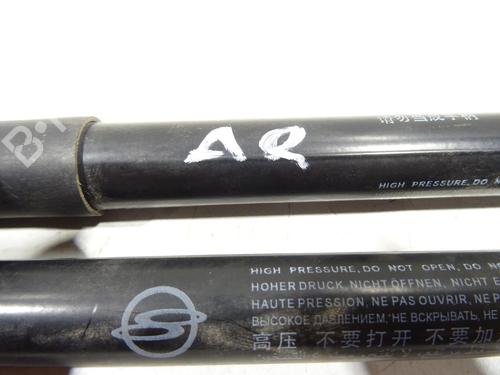 B-P
AQ
HIGH PRESSURE, DO
HIGH PRESSURE, DO NOT OPEN, DO
HOHER DRUCK, NICHT ÖFFNEN, NICHT
HAUTE PRESSION, NE PAS OUVRIR, NE
ВЫСОКОЕ ДАВЛЕНИЕМ, НЕ ВСКРЫВАТЬ, НЕ
高压 不要打开 不要加